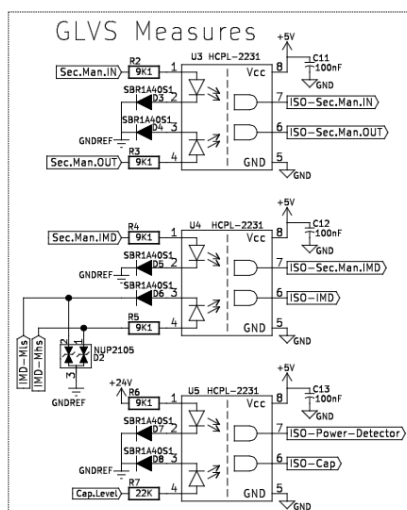 GLVS Measures
R2
U3 HCPL-2231
+5V
Sec.Man.IN
9K1
1
8
Vcc
C11
100nF
SBR1A40S1
D3
2
7
ISO-Sec.Man.IN
GND
SBR1A40S1
D4
3
6
ISO-Sec.Man.OUT
GNDREF
R3
Sec.Man.OUT
9K1
4
GND
5
GND
R4
U4 HCPL-2231
+5V
Sec.Man.IMD
9K1
1
8
Vcc
C12
100nF
SBR1A40S1
D5
2
7
ISO-Sec.Man.IMD
GND
GNDREF
SBR1A40S1
D6
3
6
ISO-IMD
R5
9K1
4
GND
5
GND
IMD-Mls
IMD-Mhs
2
1
NUP2105
D2
3
GNDREF
+24V
R6
U5 HCPL-2231
+5V
9K1
1
8
Vcc
C13
100nF
SBR1A40S1
D7
2
7
ISO-Power-Detector
GND
SBR1A40S1
D8
3
6
ISO-Cap
GNDREF
R7
Cap.Level
22K
4
GND
5
GND